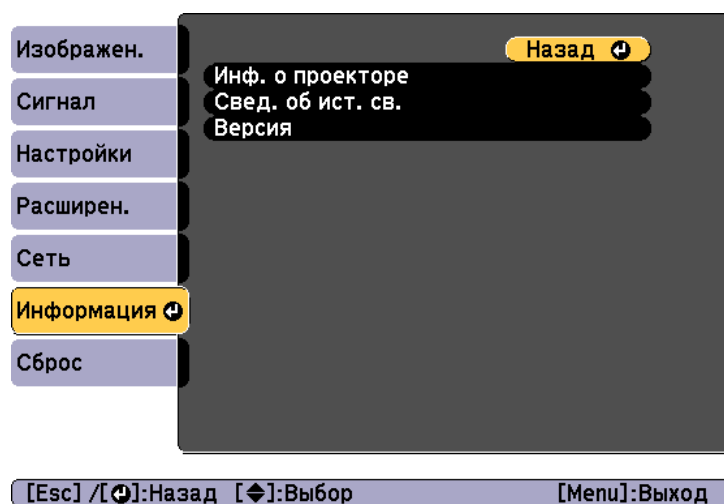 Изображен.
Сигнал
Настройки
Расширен.
Сеть
Информация
Сброс
Назад
Инф. о проекторе
Свед. об ист. св.
Версия
[Esc] /[⏎]:Назад [◆]:Выбор [Menu]:Выход